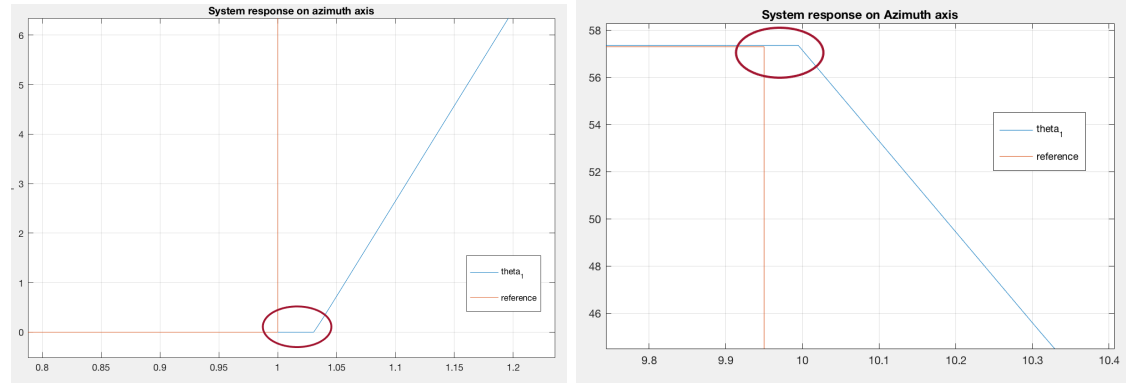 System response on azimuth axis
6
5
4
3
2
1
0
theta1
reference
0.8 0.85 0.9 0.95 1 1.05 1.1 1.15 1.2
System response on Azimuth axis
58
56
54
52
50
48
46
theta1
reference
9.8 9.9 10 10.1 10.2 10.3 10.4